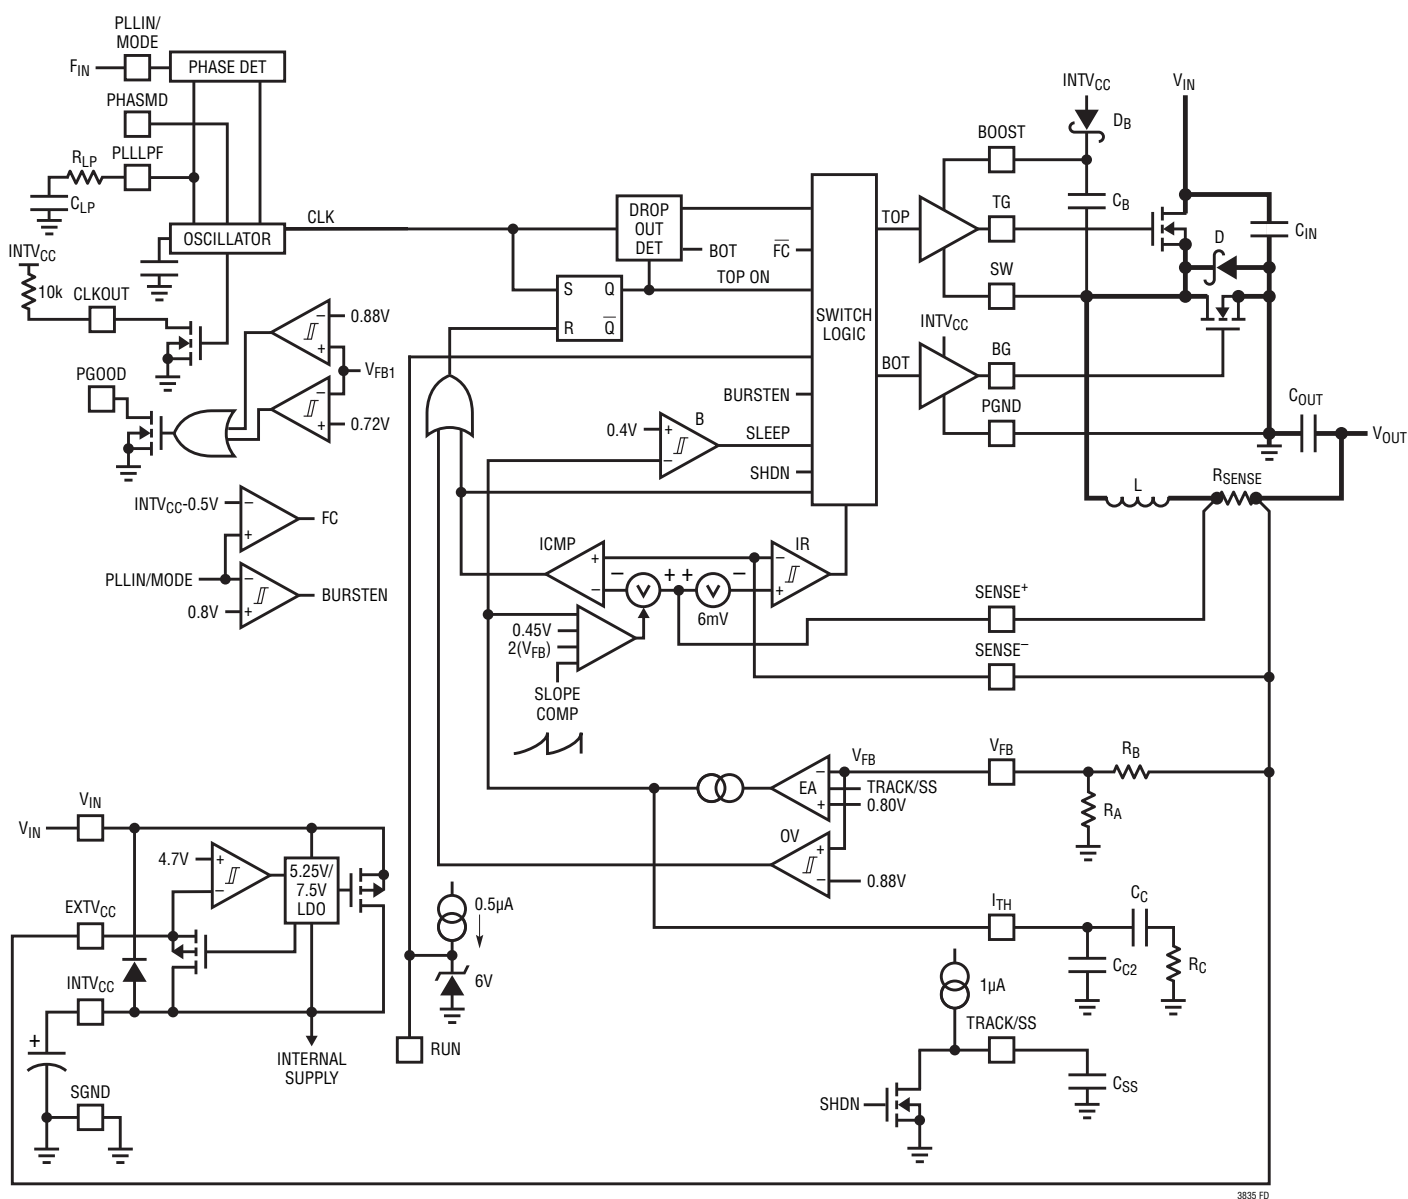 PLLIN/
MODE
F_IN
PHASE DET
PHASMD
R_LP
PLLLPF
C_LP
CLK
OSCILLATOR
INTV_CC
10k
CLKOUT
−
0.88V
+
V_FB1
PGOOD
−
+
0.72V
INTV_CC-0.5V
−
FC
+
PLLIN/MODE
−
BURSTEN
0.8V
+
DROP
OUT
DET
BOT
F̅C̅
TOP ON
S Q
R Q̅
SWITCH
LOGIC
BURSTEN
0.4V
+
B
SLEEP
−
SHDN
TOP
BOT
INTV_CC
D_B
V_IN
BOOST
C_B
TG
C_IN
D
SW
INTV_CC
BG
PGND
C_OUT
V_OUT
L
R_SENSE
ICMP
+
−
− + + −
6mV
IR
−
+
0.45V
2(V_FB)
SLOPE
COMP
SENSE⁺
SENSE⁻
V_FB
−
EA
TRACK/SS
+
0.80V
V_FB
R_B
R_A
OV
+
−
0.88V
I_TH
C_C
C_C2
R_C
1µA
TRACK/SS
C_SS
SHDN
V_IN
V_IN
4.7V
+
−
5.25V/
7.5V
LDO
EXTV_CC
INTV_CC
+
SGND
INTERNAL
SUPPLY
0.5µA
6V
RUN
3835 FD